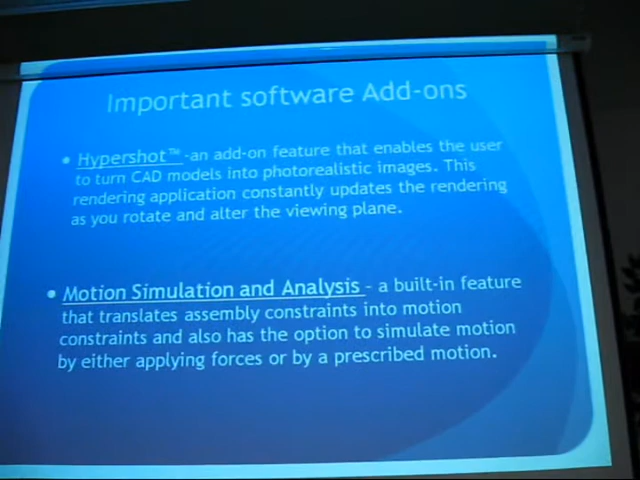 Important software Add-ons
• Hypershot™ -an add-on feature that enables the user
to turn CAD models into photorealistic images. This
rendering application constantly updates the rendering
as you rotate and alter the viewing plane.
• Motion Simulation and Analysis – a built-in feature
that translates assembly constraints into motion
constraints and also has the option to simulate motion
by either applying forces or by a prescribed motion.